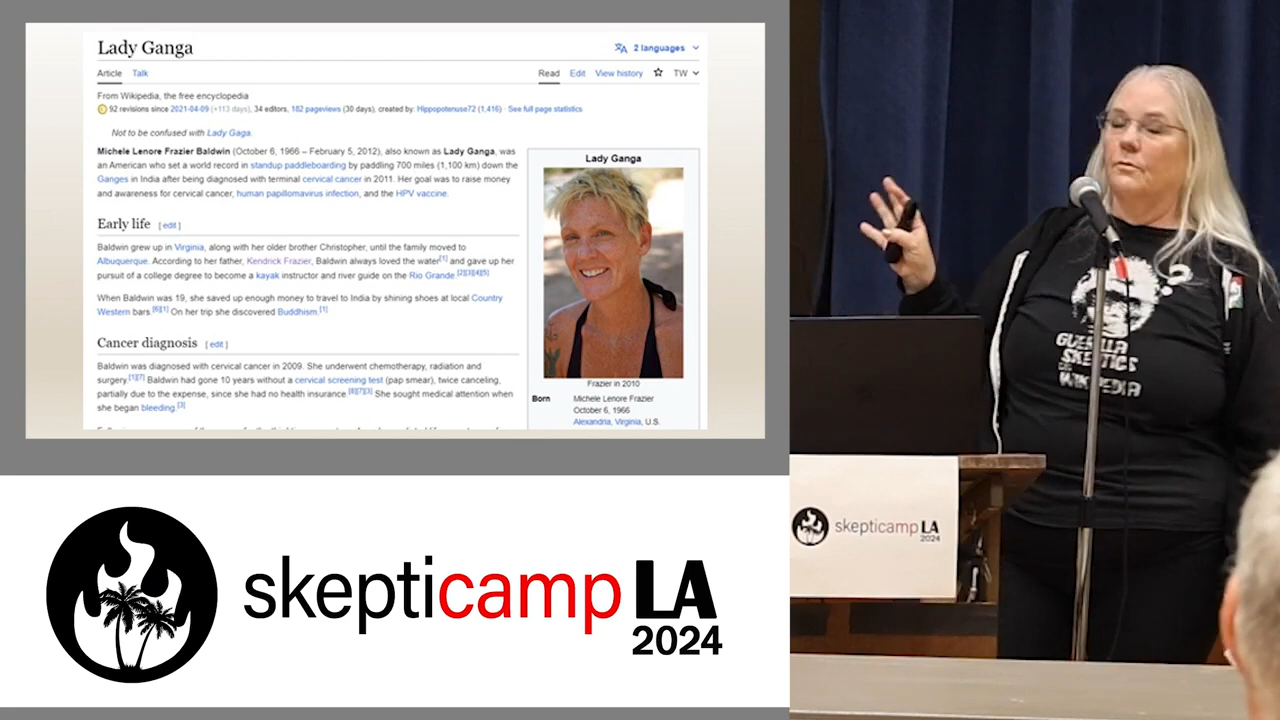 Lady Ganga
2 languages
Article Talk
Read Edit View history TW
From Wikipedia, the free encyclopedia
92 revisions since 2021-04-09 (+113 days), 34 editors, 182 pageviews (30 days), created by: Hippopotenuse72 (1,416) · See full page statistics
Not to be confused with Lady Gaga.
Michele Lenore Frazier Baldwin (October 6, 1966 – February 5, 2012), also known as Lady Ganga, was
an American who set a world record in standup paddleboarding by paddling 700 miles (1,100 km) down the
Ganges in India after being diagnosed with terminal cervical cancer in 2011. Her goal was to raise money
and awareness for cervical cancer, human papillomavirus infection, and the HPV vaccine.
Early life [ edit ]
Baldwin grew up in Virginia, along with her older brother Christopher, until the family moved to
Albuquerque. According to her father, Kendrick Frazier, Baldwin always loved the water[1] and gave up her
pursuit of a college degree to become a kayak instructor and river guide on the Rio Grande.[2][3][4][5]
When Baldwin was 19, she saved up enough money to travel to India by shining shoes at local Country
Western bars.[6][1] On her trip she discovered Buddhism.[1]
Cancer diagnosis [ edit ]
Baldwin was diagnosed with cervical cancer in 2009. She underwent chemotherapy, radiation and
surgery.[1][7] Baldwin had gone 10 years without a cervical screening test (pap smear), twice canceling,
partially due to the expense, since she had no health insurance.[8][7][3] She sought medical attention when
she began bleeding.[3]
Lady Ganga
Frazier in 2010
Born Michele Lenore Frazier
October 6, 1966
Alexandria, Virginia, U.S.
skepticamp LA
2024
GUERILLA
SKEPTICS
ON
WIKIPEDIA
skepticamp LA
2024